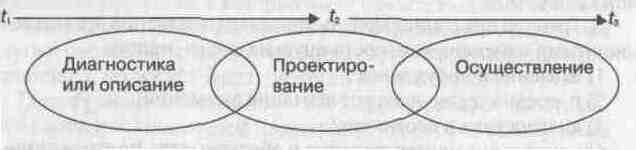 t₁ t₂ t₃
Диагностика
или описание
Проектиро-
вание
Осуществление